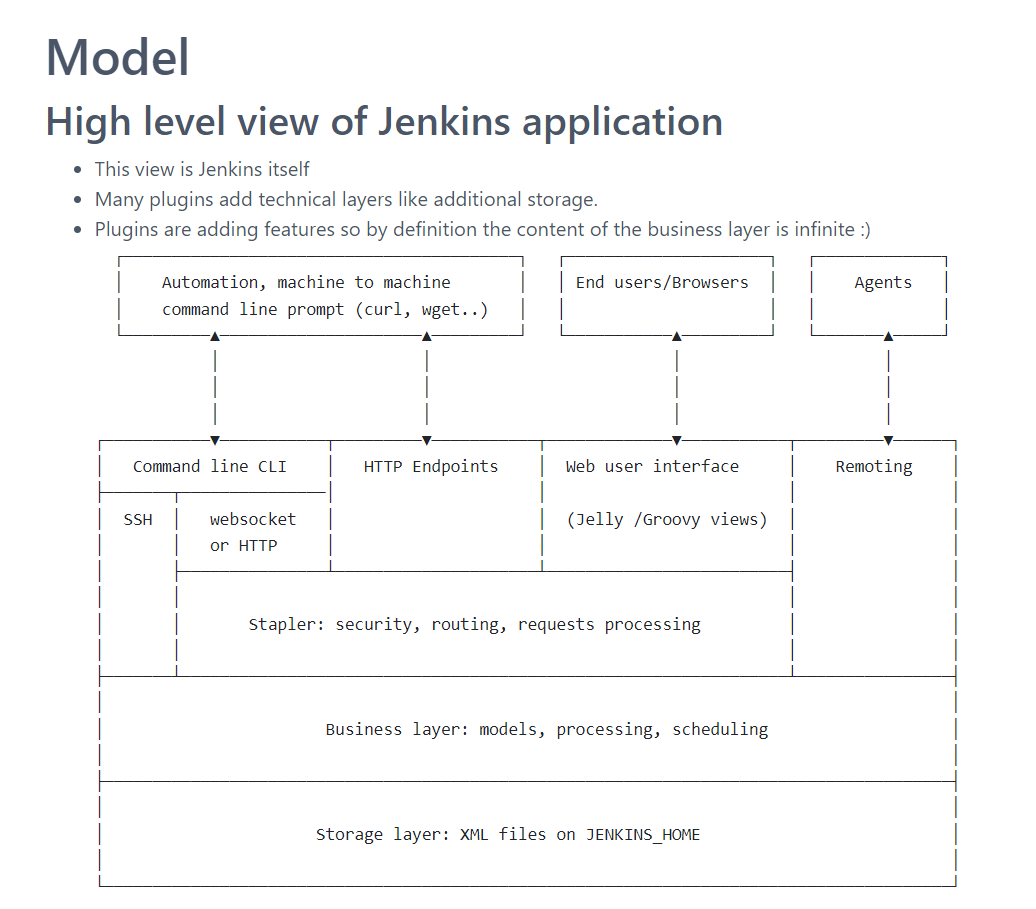 Model
High level view of Jenkins application
This view is Jenkins itself
Many plugins add technical layers like additional storage.
Plugins are adding features so by definition the content of the business layer is infinite :)
Automation, machine to machine
command line prompt (curl, wget..)
End users/Browsers
Agents
Command line CLI
HTTP Endpoints
Web user interface
Remoting
SSH
websocket
or HTTP
(Jelly /Groovy views)
Stapler: security, routing, requests processing
Business layer: models, processing, scheduling
Storage layer: XML files on JENKINS_HOME